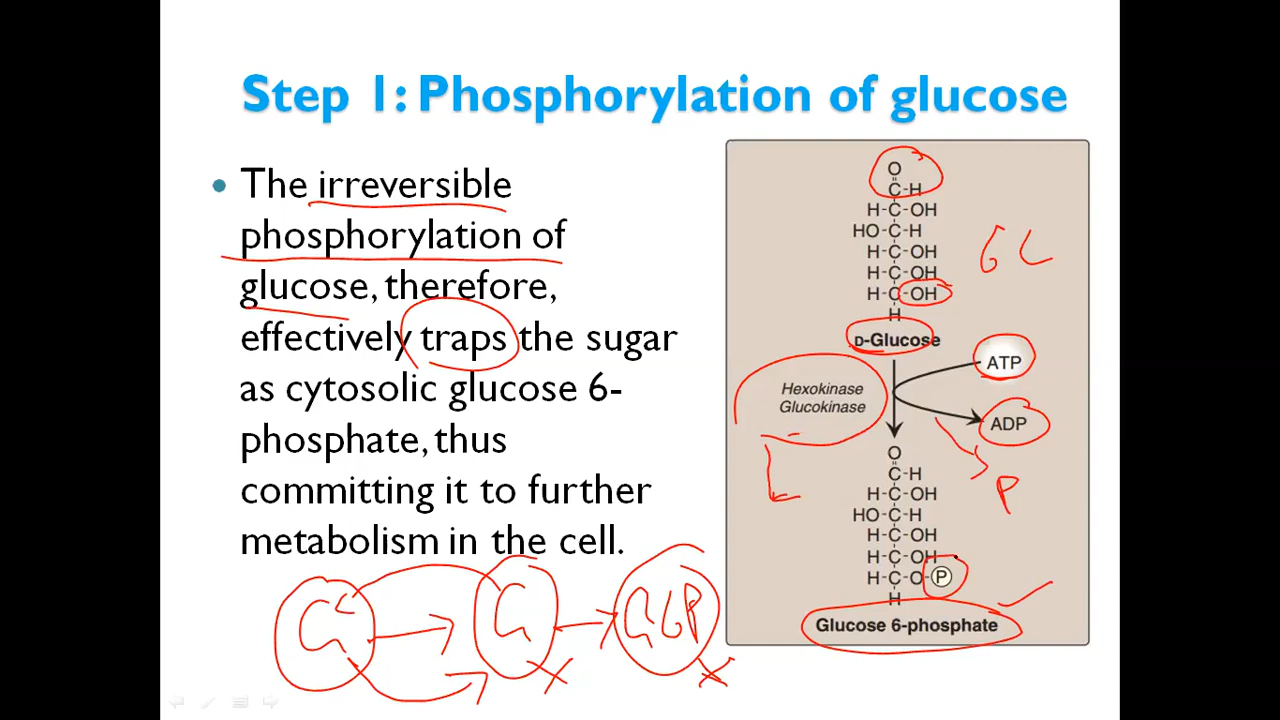 Step 1: Phosphorylation of glucose
• The irreversible
phosphorylation of
glucose, therefore,
effectively traps the sugar
as cytosolic glucose 6-
phosphate, thus
committing it to further
metabolism in the cell.
G G G6P
O
C-H
H-C-OH
HO-C-H
H-C-OH
H-C-OH
H-C-OH
H
6C
D-Glucose
ATP
Hexokinase
Glucokinase
ADP
P
O
C-H
H-C-OH
HO-C-H
H-C-OH
H-C-OH
H-C-O-P
H
Glucose 6-phosphate